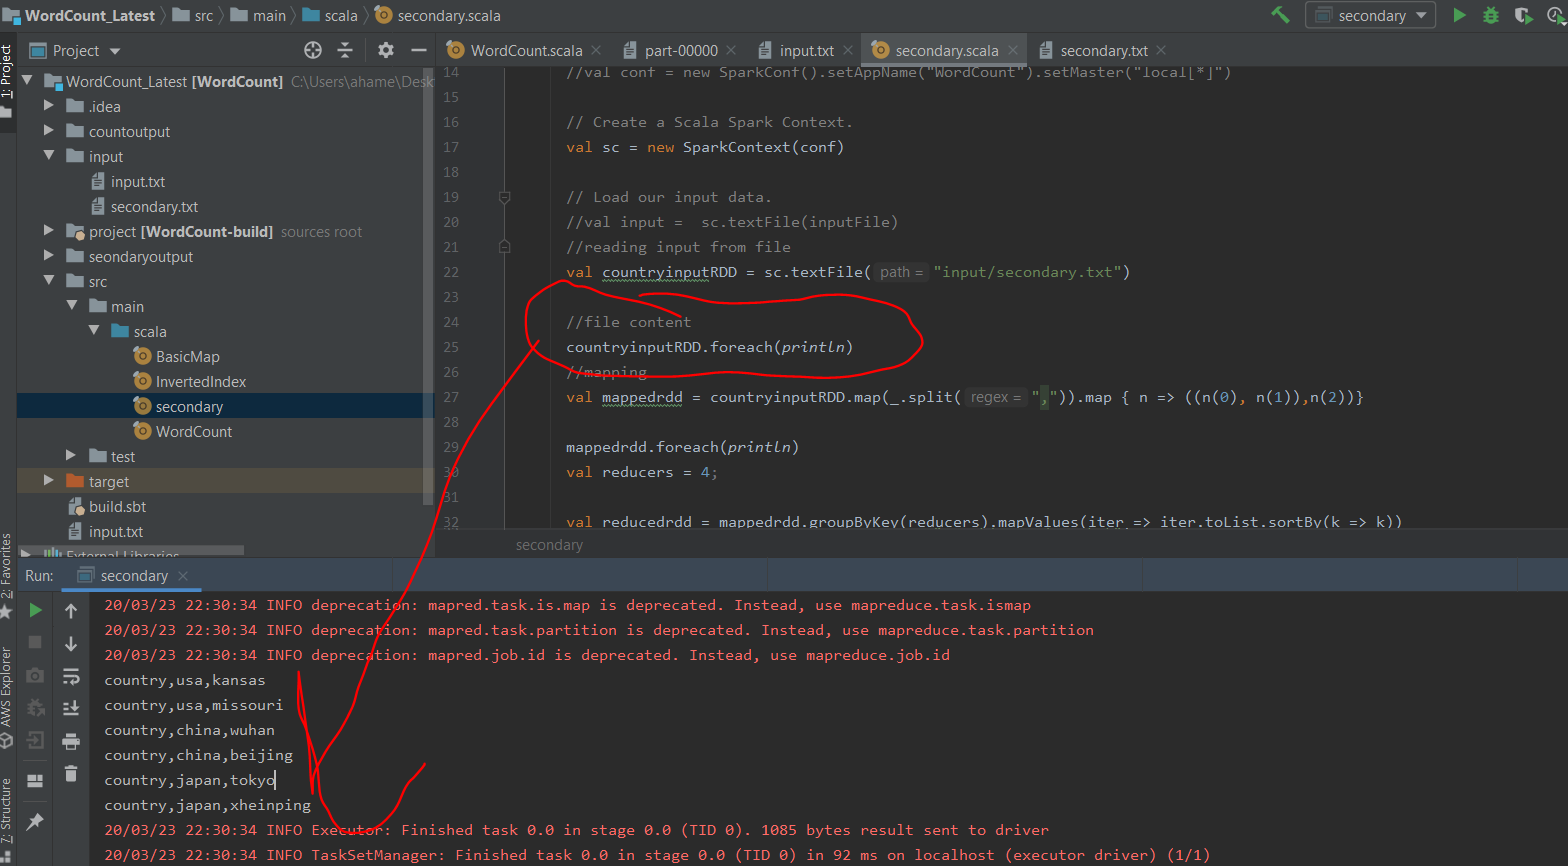 WordCount_Latest src main scala secondary.scala secondary
Project WordCount.scala part-00000 input.txt secondary.scala secondary.txt
1: Project
WordCount_Latest [WordCount] C:\Users\ahame\Desk
.idea
countoutput
input
input.txt
secondary.txt
project [WordCount-build] sources root
seondaryoutput
src
main
scala
BasicMap
InvertedIndex
secondary
WordCount
test
target
build.sbt
input.txt
External Libraries
14 //val conf = new SparkConf().setAppName("WordCount").setMaster("local[*]")
15
16 // Create a Scala Spark Context.
17 val sc = new SparkContext(conf)
18
19 // Load our input data.
20 //val input =  sc.textFile(inputFile)
21 //reading input from file
22 val countryinputRDD = sc.textFile( path = "input/secondary.txt")
23
24 //file content
25 countryinputRDD.foreach(println)
26 //mapping
27 val mappedrdd = countryinputRDD.map(_.split( regex = ",")).map { n => ((n(0), n(1)),n(2))}
28
29 mappedrdd.foreach(println)
30 val reducers = 4;
31
32 val reducedrdd = mappedrdd.groupByKey(reducers).mapValues(iter => iter.toList.sortBy(k => k))
secondary
2: Favorites
AWS Explorer
7: Structure
Run: secondary
20/03/23 22:30:34 INFO deprecation: mapred.task.is.map is deprecated. Instead, use mapreduce.task.ismap
20/03/23 22:30:34 INFO deprecation: mapred.task.partition is deprecated. Instead, use mapreduce.task.partition
20/03/23 22:30:34 INFO deprecation: mapred.job.id is deprecated. Instead, use mapreduce.job.id
country,usa,kansas
country,usa,missouri
country,china,wuhan
country,china,beijing
country,japan,tokyo
country,japan,xheinping
20/03/23 22:30:34 INFO Executor: Finished task 0.0 in stage 0.0 (TID 0). 1085 bytes result sent to driver
20/03/23 22:30:34 INFO TaskSetManager: Finished task 0.0 in stage 0.0 (TID 0) in 92 ms on localhost (executor driver) (1/1)